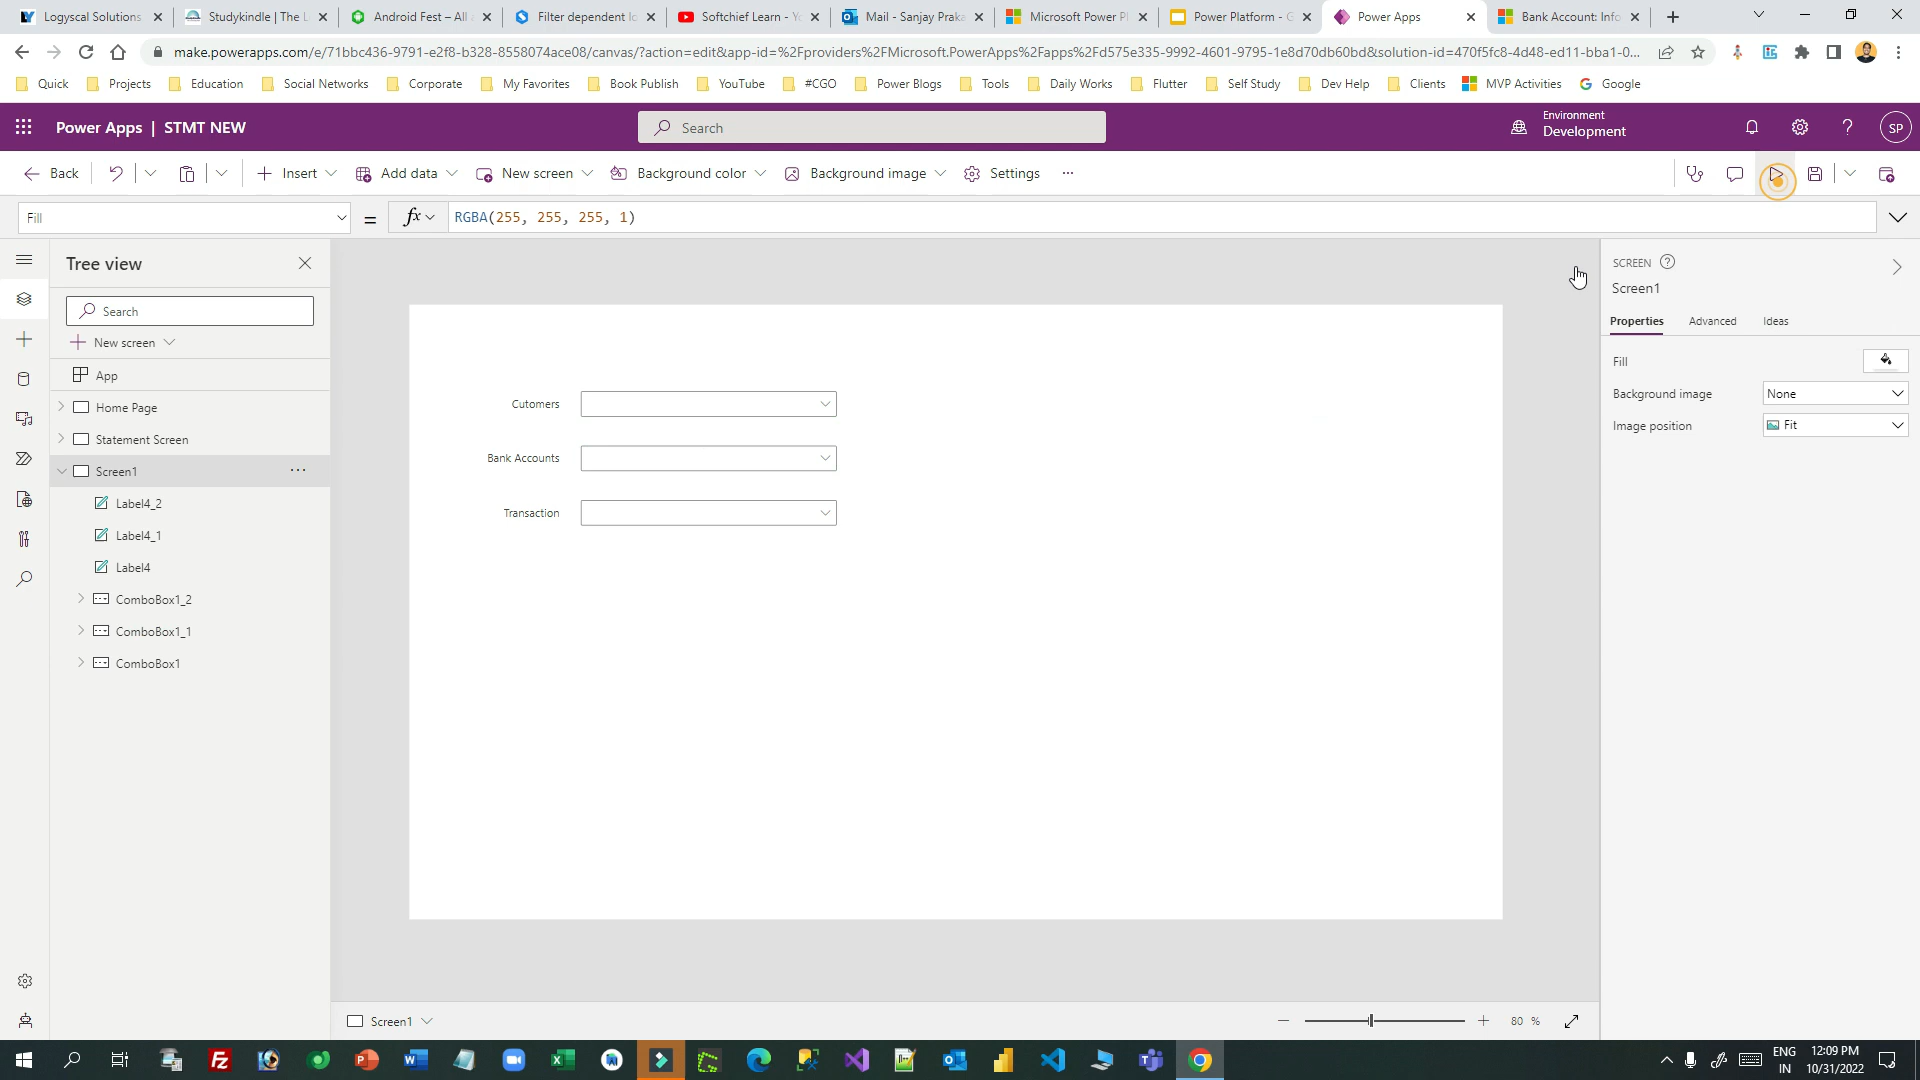 Logyscal Solutions
Studykindle | The L
Android Fest – All
Filter dependent lo
Softchief Learn - Yo
Mail - Sanjay Praka
Microsoft Power Pl
Power Platform - G
Power Apps
Bank Account: Info
make.powerapps.com/e/71bbc436-9791-e2f8-b328-8558074ace08/canvas/?action=edit&app-id=%2Fproviders%2FMicrosoft.PowerApps%2Fapps%2Fd575e335-9992-4601-9795-1e8d70db60bd&solution-id=470f5fc8-4d48-ed11-bba1-0...
Quick
Projects
Education
Social Networks
Corporate
My Favorites
Book Publish
YouTube
#CGO
Power Blogs
Tools
Daily Works
Flutter
Self Study
Dev Help
Clients
MVP Activities
Google
Power Apps | STMT NEW
Search
Environment
Development
SP
Back
Insert
Add data
New screen
Background color
Background image
Settings
Fill
= fx
RGBA(255, 255, 255, 1)
Tree view
Search
New screen
App
Home Page
Statement Screen
Screen1
Label4_2
Label4_1
Label4
ComboBox1_2
ComboBox1_1
ComboBox1
Cutomers
Bank Accounts
Transaction
SCREEN
Screen1
Properties
Advanced
Ideas
Fill
Background image
None
Image position
Fit
Screen1
80 %
ENG
IN
12:09 PM
10/31/2022